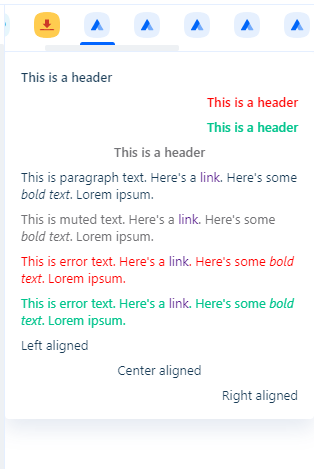 This is a header
This is a header
This is a header
This is a header
This is paragraph text. Here's a link. Here's some
bold text. Lorem ipsum.
This is muted text. Here's a link. Here's some
bold text. Lorem ipsum.
This is error text. Here's a link. Here's some bold
text. Lorem ipsum.
This is error text. Here's a link. Here's some bold
text. Lorem ipsum.
Left aligned
Center aligned
Right aligned